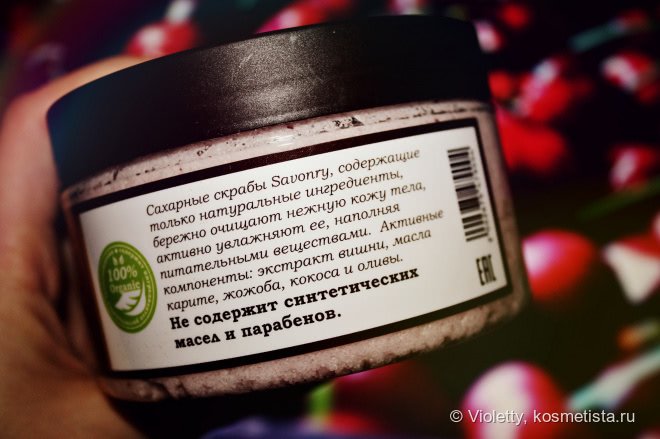 Сахарные скрабы Savonry, содержащие
только натуральные ингредиенты,
бережно очищают нежную кожу тела,
активно увлажняют ее, наполняя
питательными веществами. Активные
компоненты: экстракт вишни, масла
карите, жожоба, кокоса и оливы.
Не содержит синтетических
масел и парабенов.
100%
Organic
EAC
© Violetty, kosmetista.ru